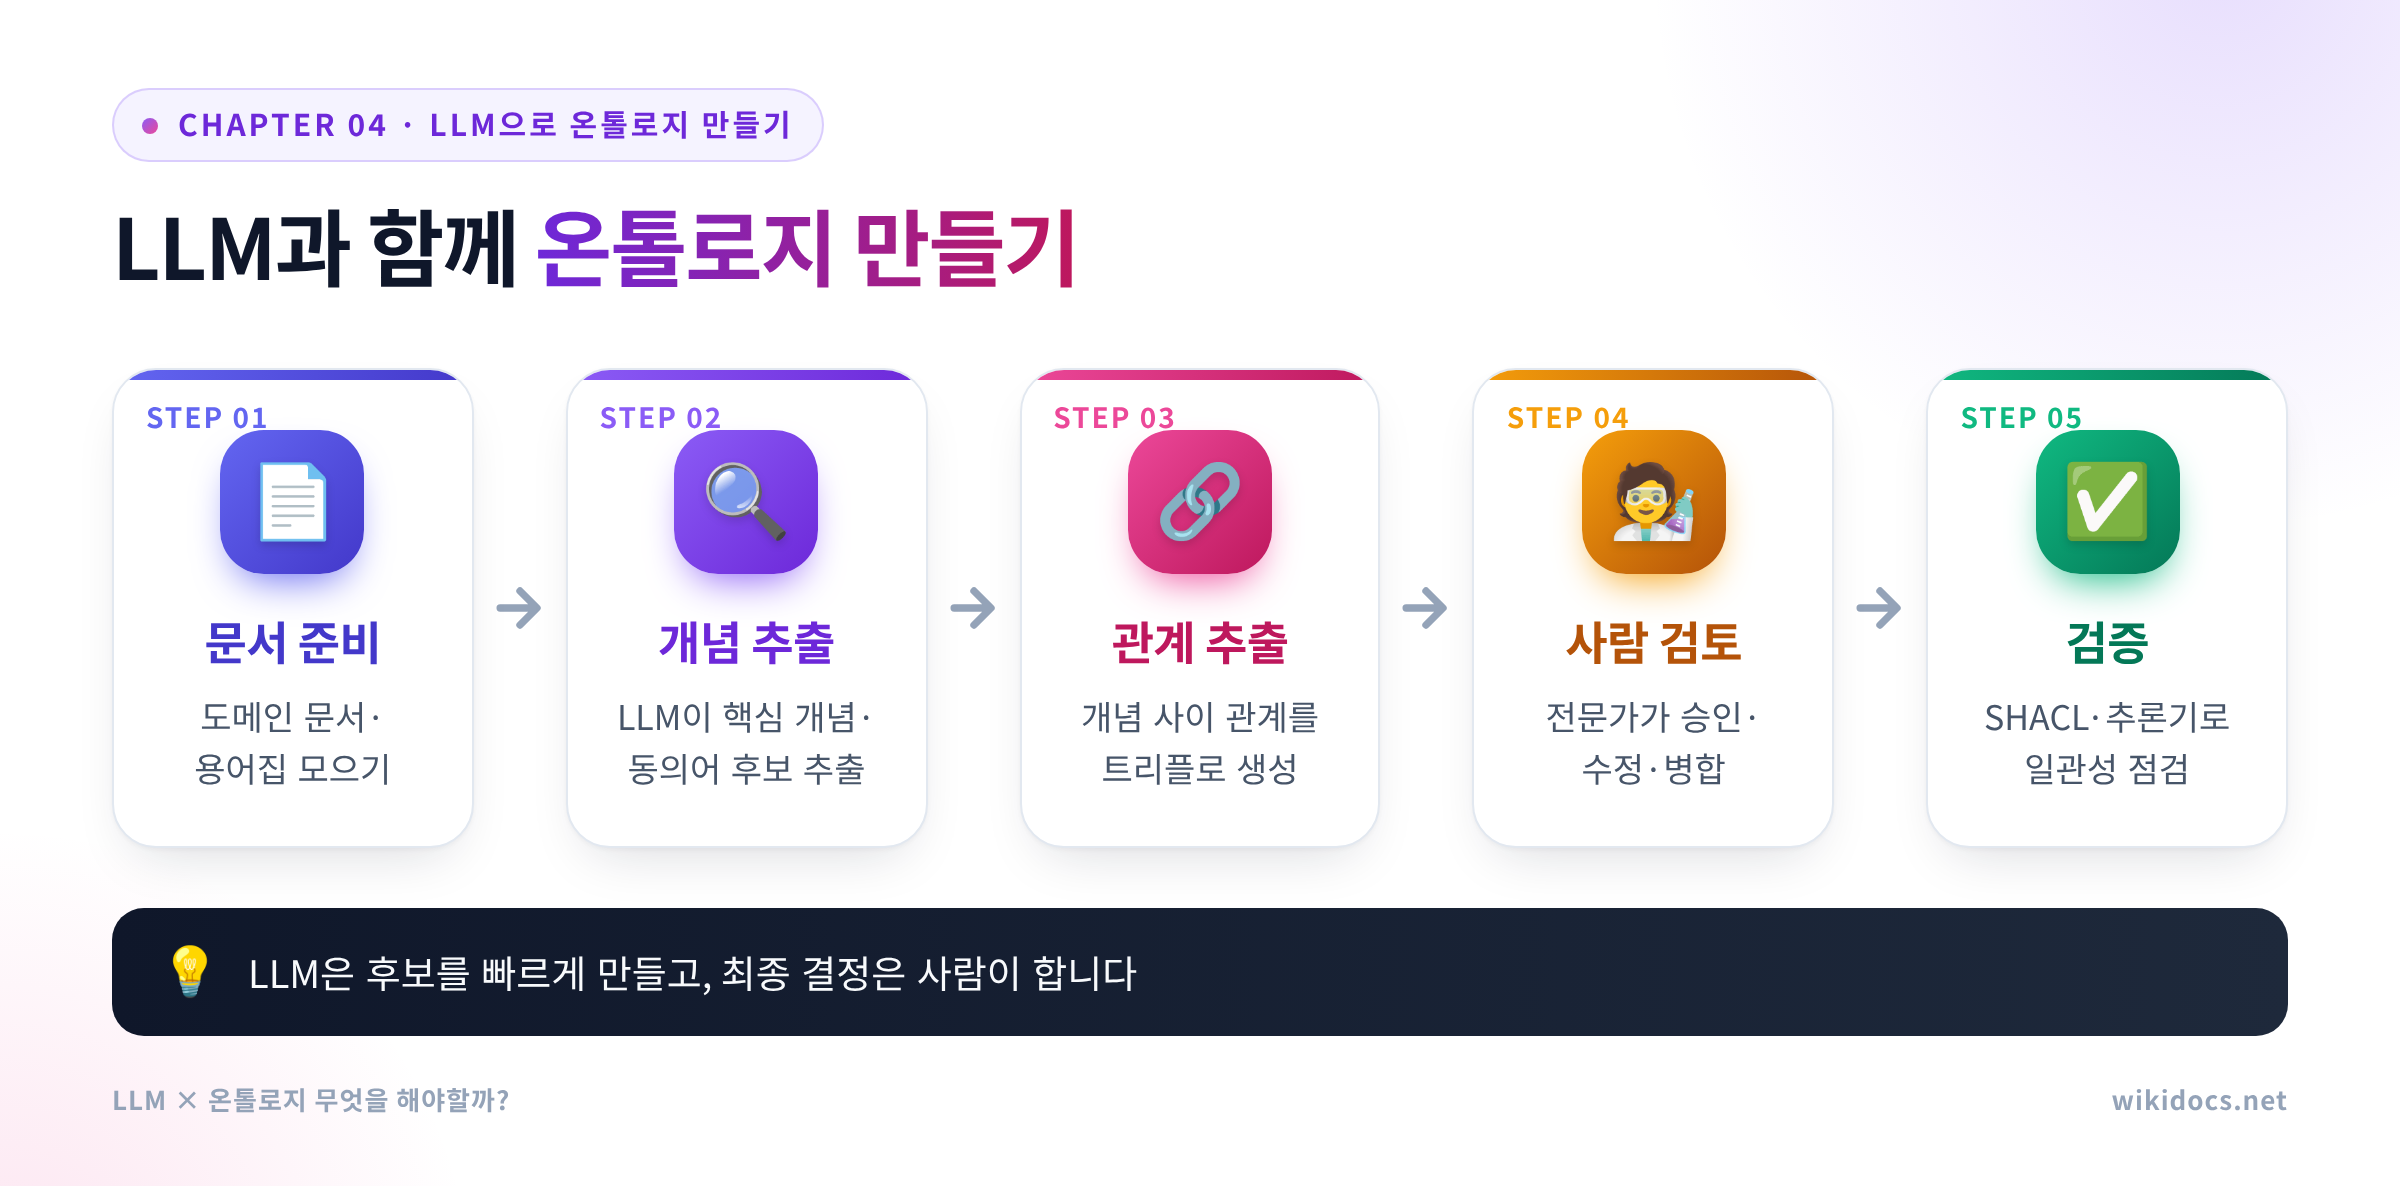 CHAPTER 04 · LLM으로 온톨로지 만들기
LLM과 함께 온톨로지 만들기
STEP 01
문서 준비
도메인 문서·
용어집 모으기
STEP 02
개념 추출
LLM이 핵심 개념·
동의어 후보 추출
STEP 03
관계 추출
개념 사이 관계를
트리플로 생성
STEP 04
사람 검토
전문가가 승인·
수정·병합
STEP 05
검증
SHACL·추론기로
일관성 점검
LLM은 후보를 빠르게 만들고, 최종 결정은 사람이 합니다
LLM × 온톨로지 무엇을 해야할까?
wikidocs.net